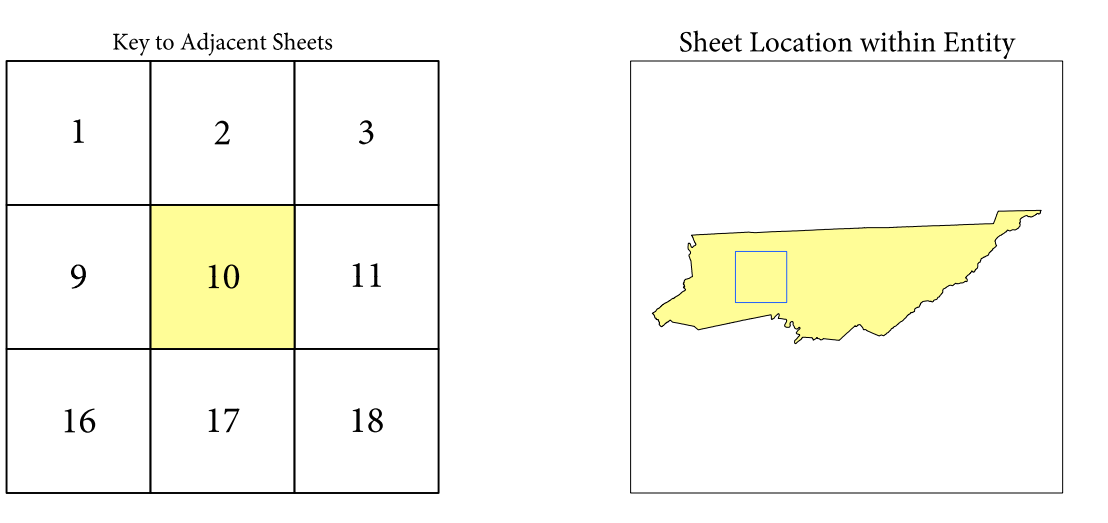 Key to Adjacent Sheets
Sheet Location within Entity
1 2 3
9 10 11
16 17 18